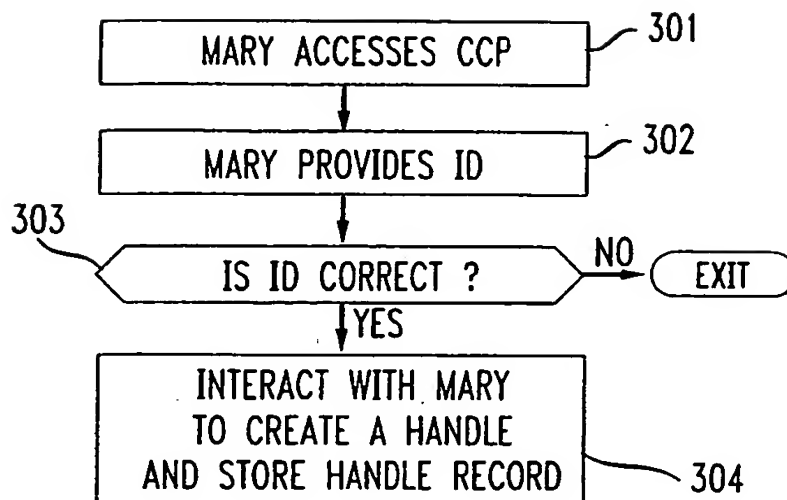 MARY ACCESSES CCP
301
MARY PROVIDES ID
302
303
IS ID CORRECT ?
NO
EXIT
YES
INTERACT WITH MARY
TO CREATE A HANDLE
AND STORE HANDLE RECORD
304